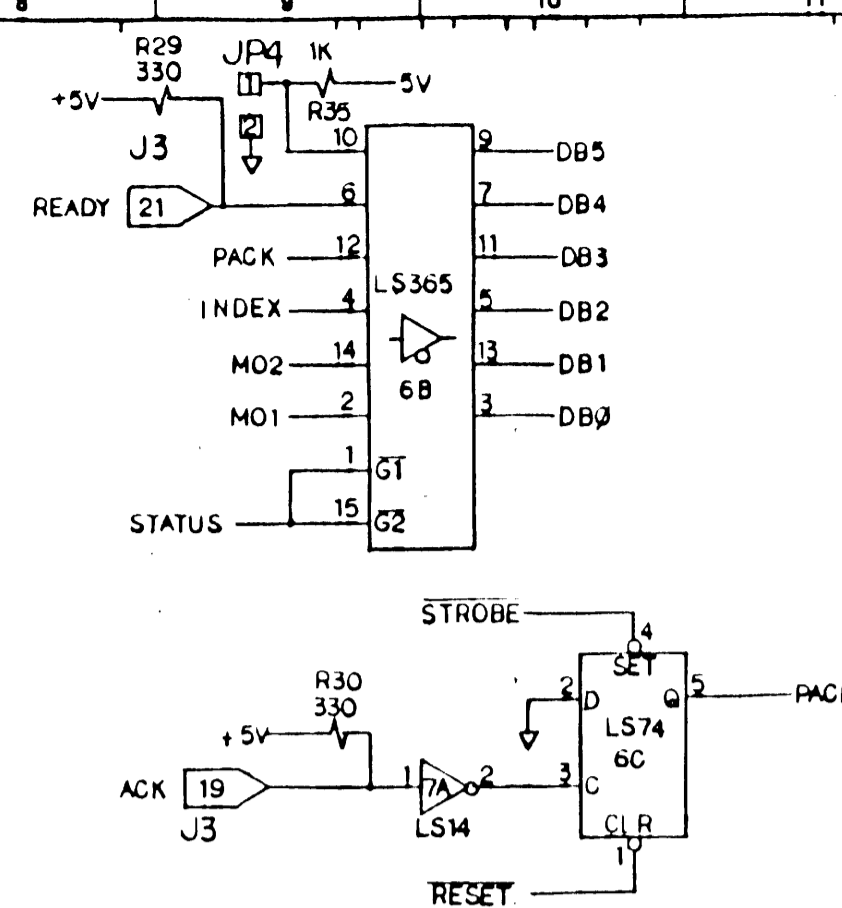 9
10
11
R29
330
JP4
1K
1
5V
+5V
R35
2
J3
10
9
DB5
READY
21
6
7
DB4
PACK
12
11
DB3
LS365
INDEX
4
5
DB2
MO2
14
13
DB1
6B
MO1
2
3
DBØ
1
G1
STATUS
15
G2
STROBE
4
SET
R30
330
2
D
Q
5
+5V
LS74
6C
ACK
19
1
7A
2
3
C
J3
LS14
CLR
1
RESET